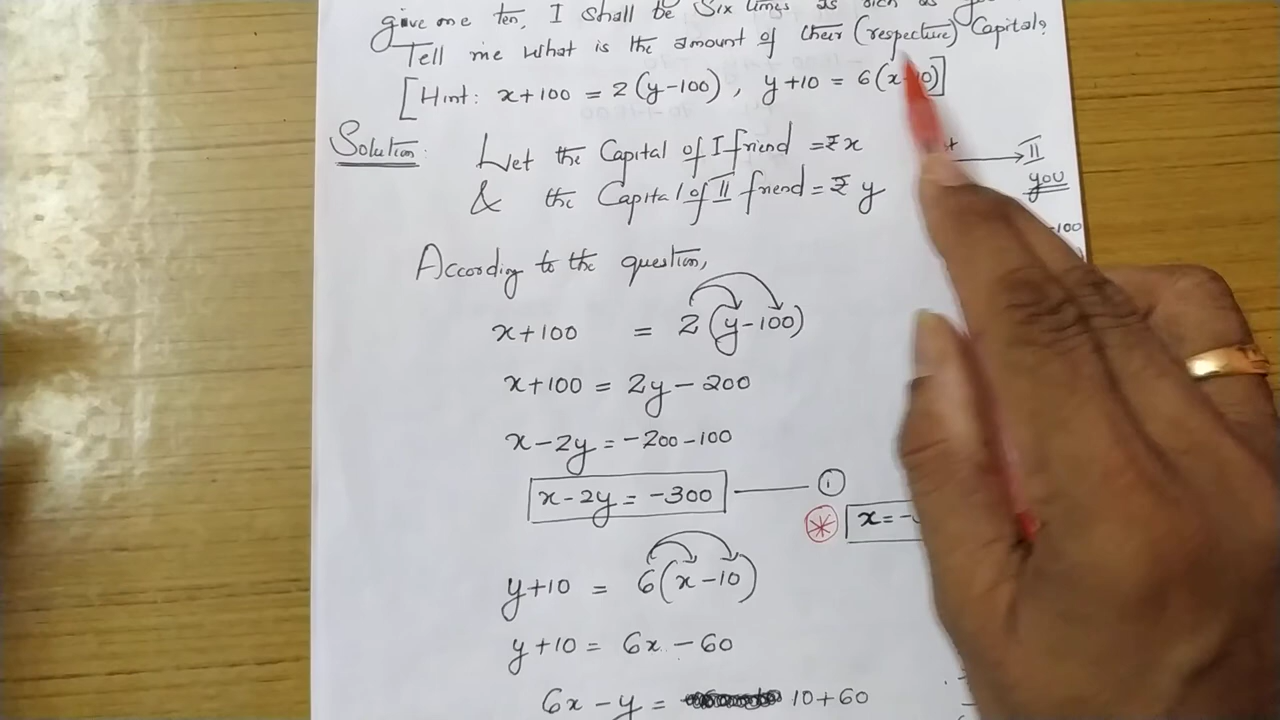 give me ten, I shall be Six times as rich as
Tell me what is the amount of their (respective) Capital?
[Hint: x+100 = 2(y-100), y+10 = 6(x-10)]
Solution: Let the Capital of I friend = ₹ x
II
& the Capital of II friend = ₹ y
you
-100
According to the question,
x+100 = 2(y-100)
x+100 = 2y-200
x-2y = -200-100
x-2y = -300 ① 
x = -
y+10 = 6(x-10)
y+10 = 6x-60
6x-y = 10+60